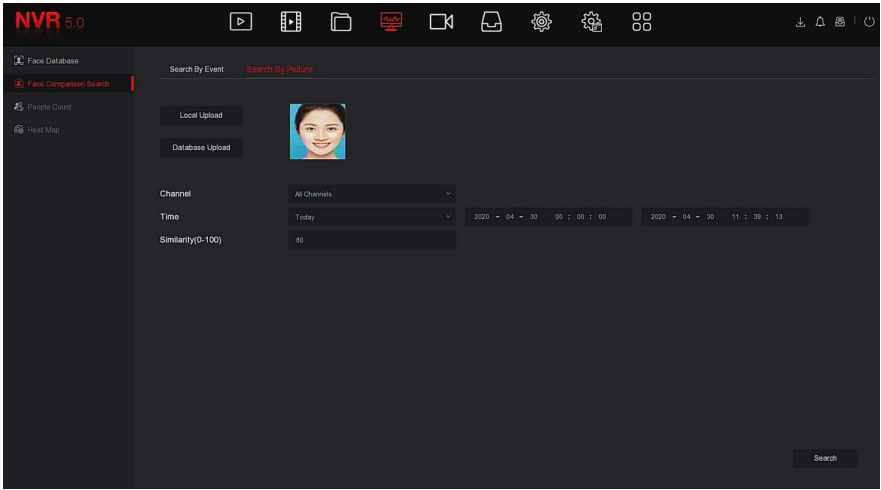 NVR 5.0
Face Database
Face Comparison Search
People Count
Heat Map
Search By Event Search By Picture
Local Upload
Database Upload
Channel All Channels
Time Today 2020 - 04 - 30 00 : 00 : 00 2020 - 04 - 30 11 : 39 : 13
Similarity(0-100) 80
Search